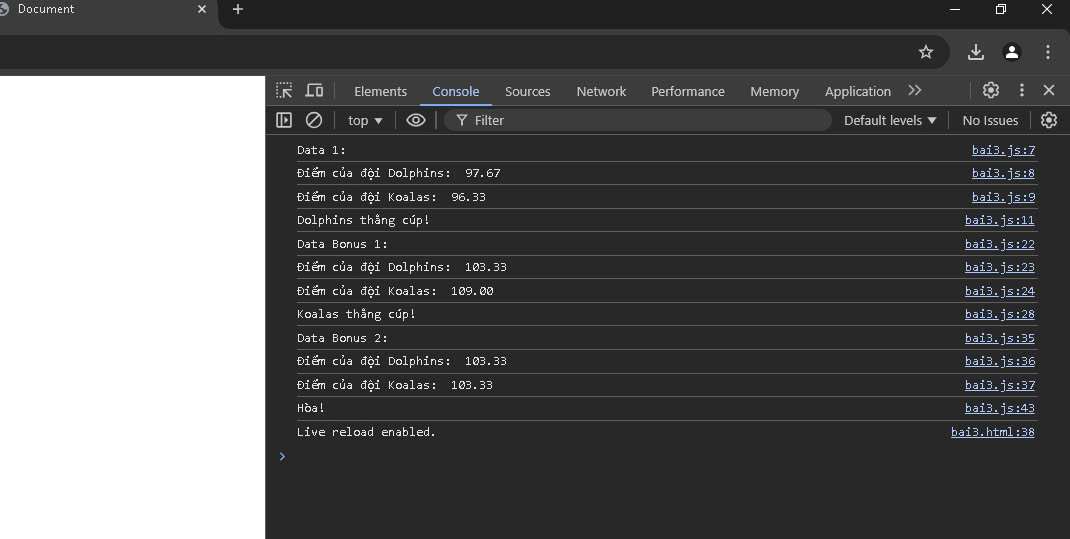 Document
Elements Console Sources Network Performance Memory Application
top Filter Default levels No Issues
Data 1: bai3.js:7
Điểm của đội Dolphins: 97.67 bai3.js:8
Điểm của đội Koalas: 96.33 bai3.js:9
Dolphins thắng cúp! bai3.js:11
Data Bonus 1: bai3.js:22
Điểm của đội Dolphins: 103.33 bai3.js:23
Điểm của đội Koalas: 109.00 bai3.js:24
Koalas thắng cúp! bai3.js:28
Data Bonus 2: bai3.js:35
Điểm của đội Dolphins: 103.33 bai3.js:36
Điểm của đội Koalas: 103.33 bai3.js:37
Hòa! bai3.js:43
Live reload enabled. bai3.html:38